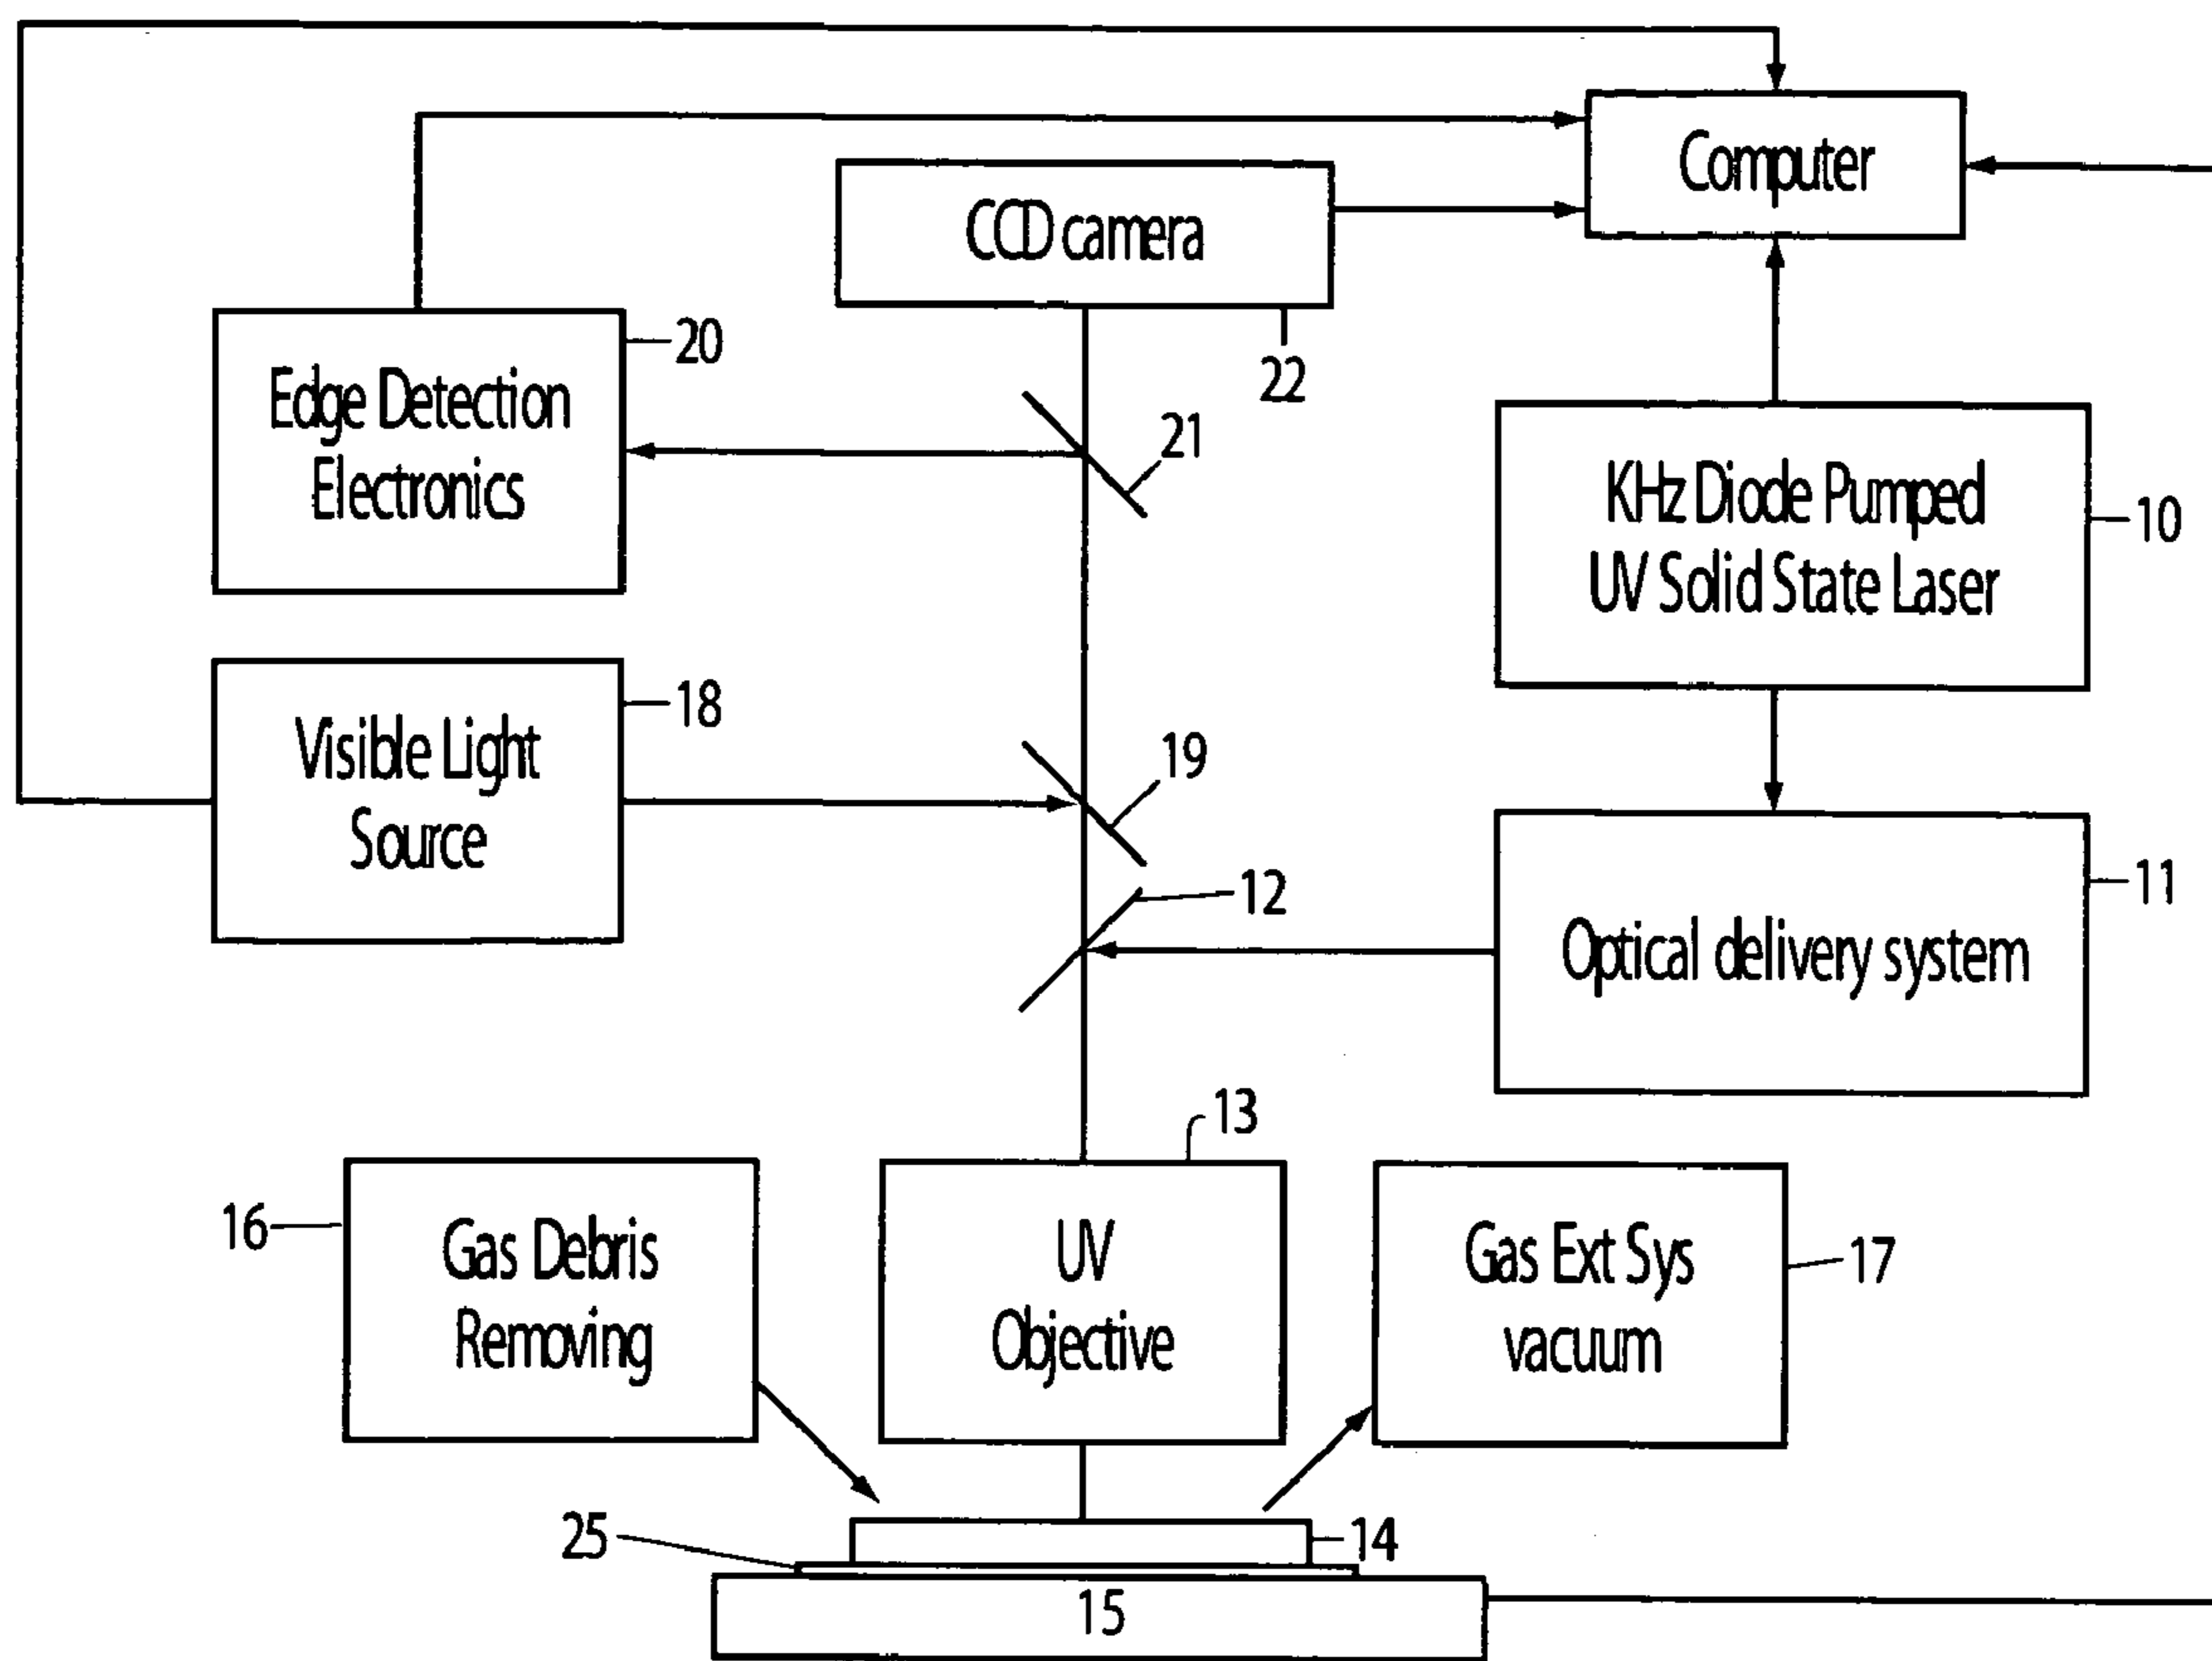 Computer
CCD camera
22
20
Edge Detection
Electronics
21
KHz Diode Pumped
UV Solid State Laser
10
18
Visible Light
Source
19
12
11
Optical delivery system
13
16
Gas Debris
Removing
UV
Objective
Gas Ext Sys
vacuum
17
25
14
15